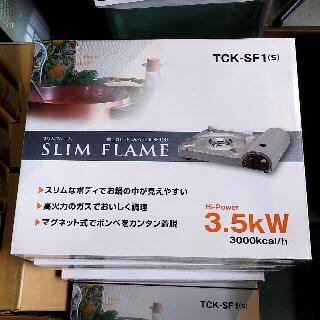 TCK-SF1(S)
SLIM FLAME
▶スリムなボディでお鍋の中が見えやすい
▶高火力のガスでおいしく調理
▶マグネット式でボンベをカンタン着脱
Hi-Power
3.5kW
3000kcal/h
TCK-SF1(S)